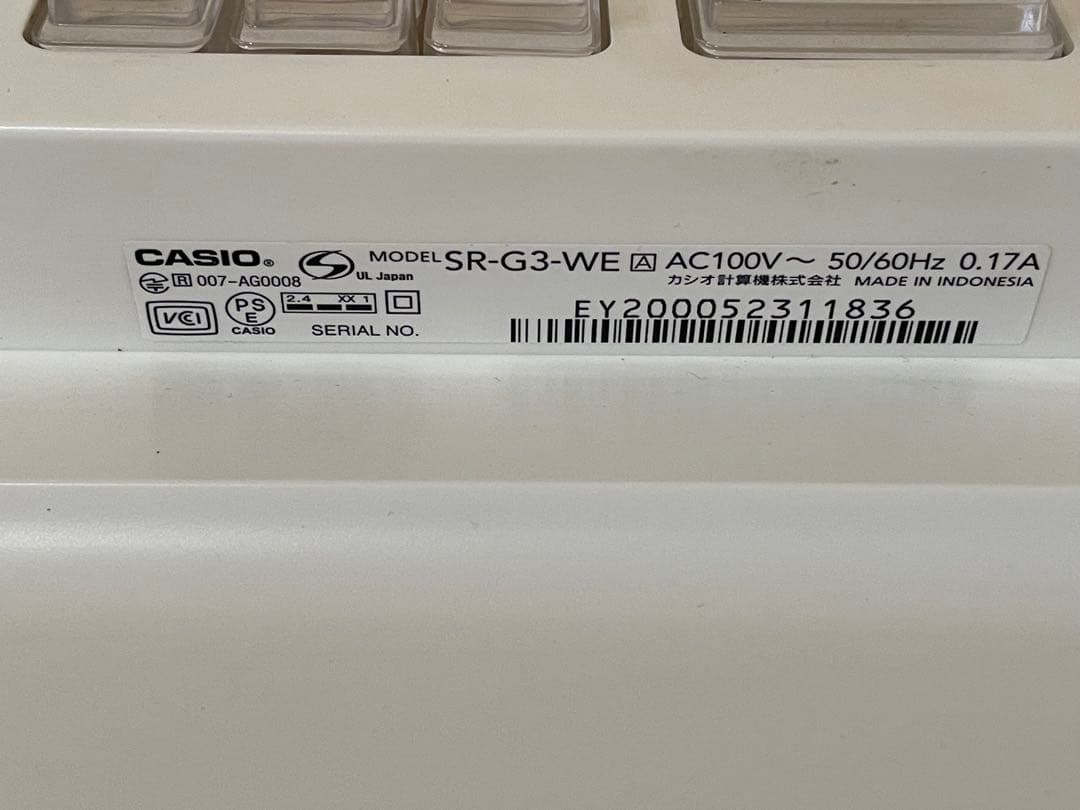 CASIO® UL Japan MODEL SR-G3-WE A AC100V～ 50/60Hz 0.17A
R 007-AG0008 カシオ計算機株式会社 MADE IN INDONESIA
VCCI PS E CASIO 2.4 XX 1 SERIAL NO. EY200052311836